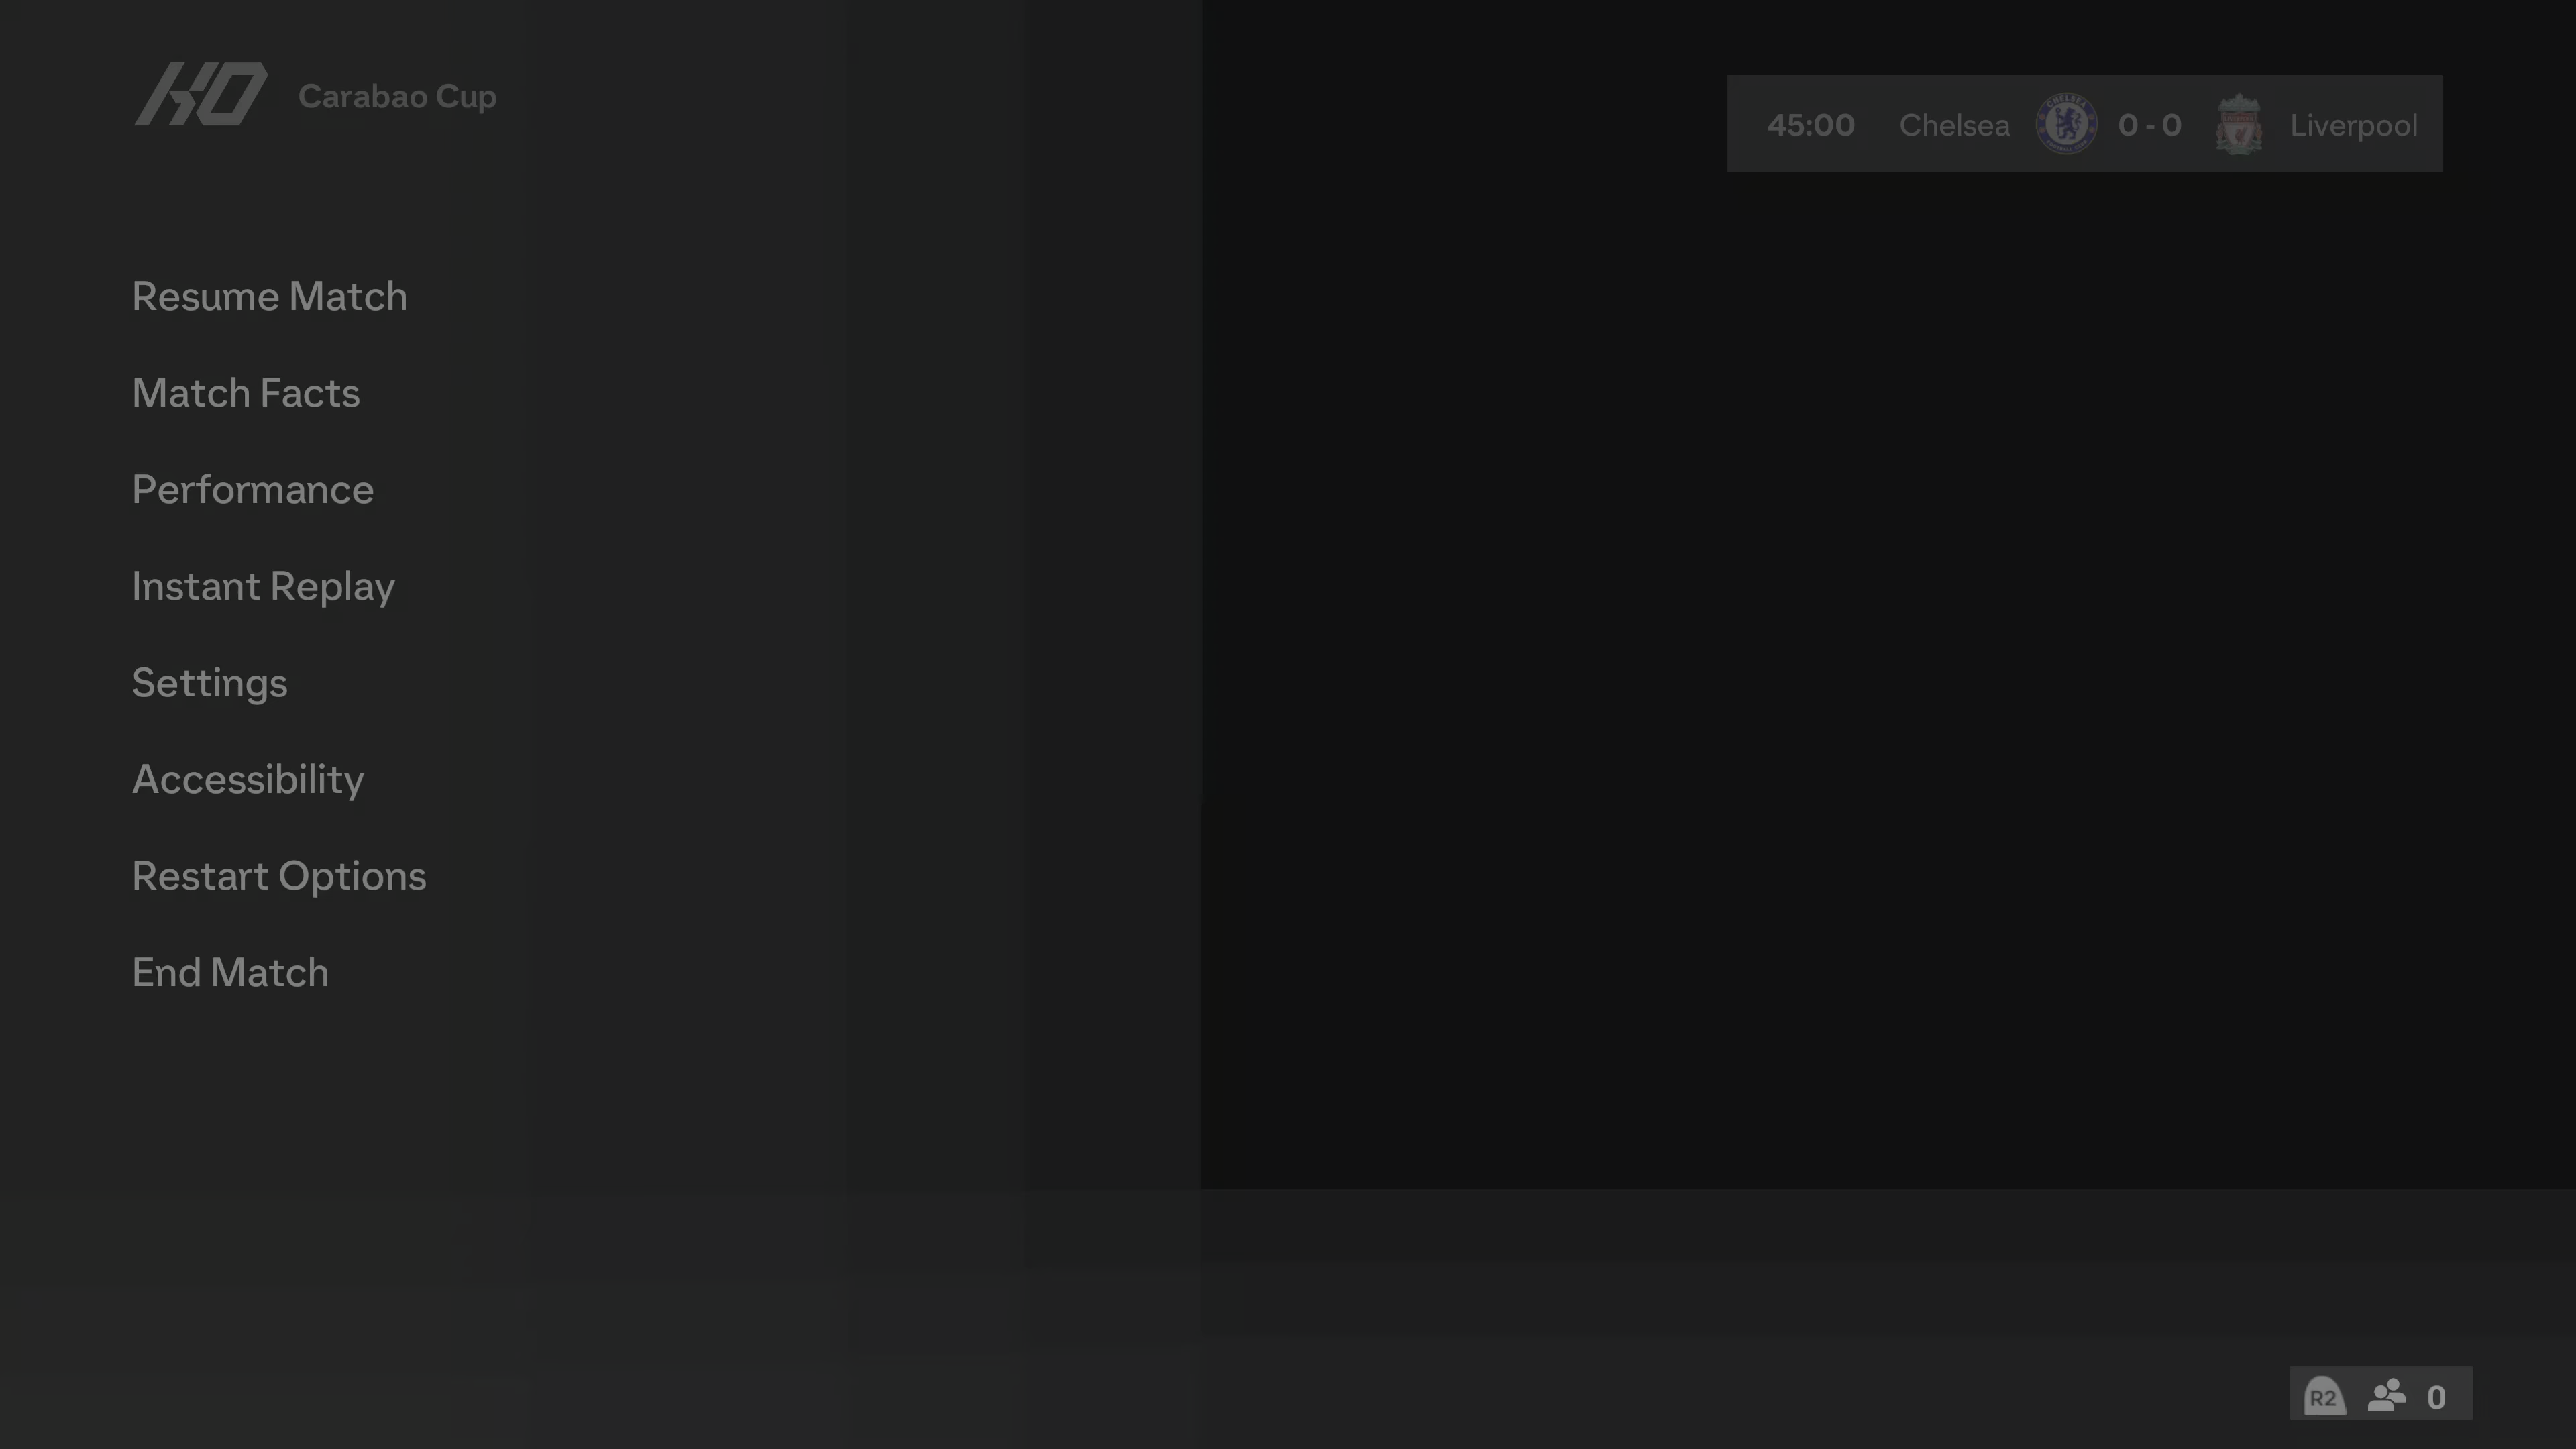 KO Carabao Cup
45:00 Chelsea 0 - 0 Liverpool
Resume Match
Match Facts
Performance
Instant Replay
Settings
Accessibility
Restart Options
End Match
R2 0